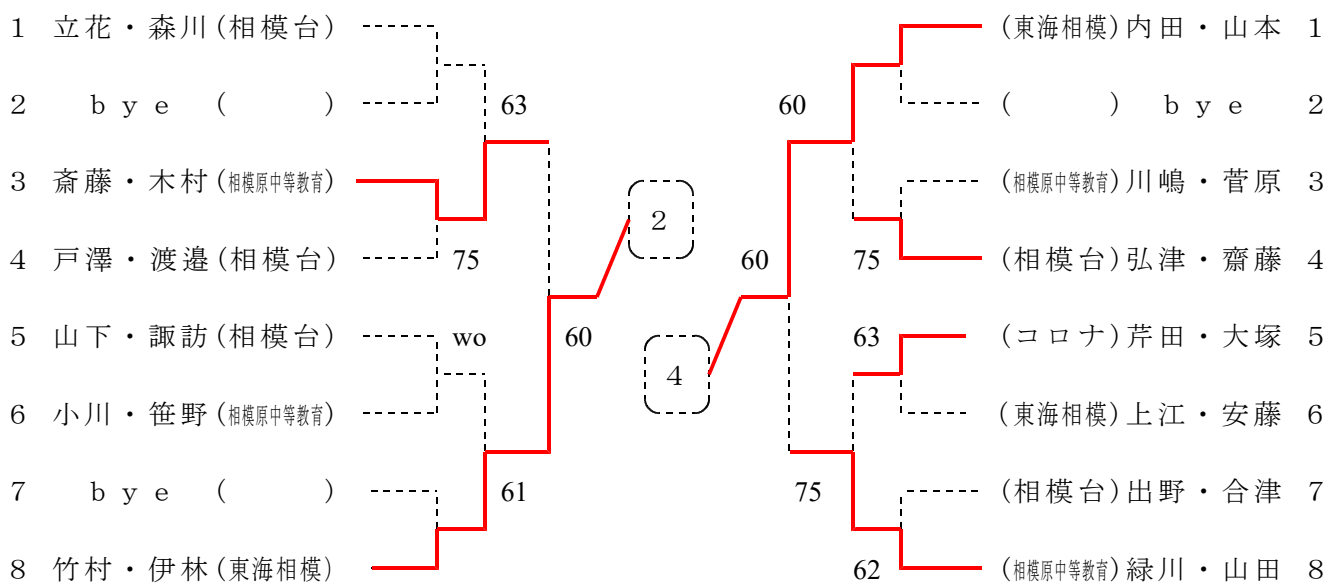 1 立花・森川(相模台)
2 bye ( )
63
3 斎藤・木村(相模原中等教育)
4 戸澤・渡邉(相模台)
75
5 山下・諏訪(相模台)
wo
6 小川・笹野(相模原中等教育)
7 bye ( )
61
8 竹村・伊林(東海相模)
60
2
(東海相模)内田・山本 1
( ) bye 2
60
(相模原中等教育)川嶋・菅原 3
(相模台)弘津・齋藤 4
75
60
4
63
(コロナ)芹田・大塚 5
(東海相模)上江・安藤 6
(相模台)出野・合津 7
75
(相模原中等教育)緑川・山田 8
62